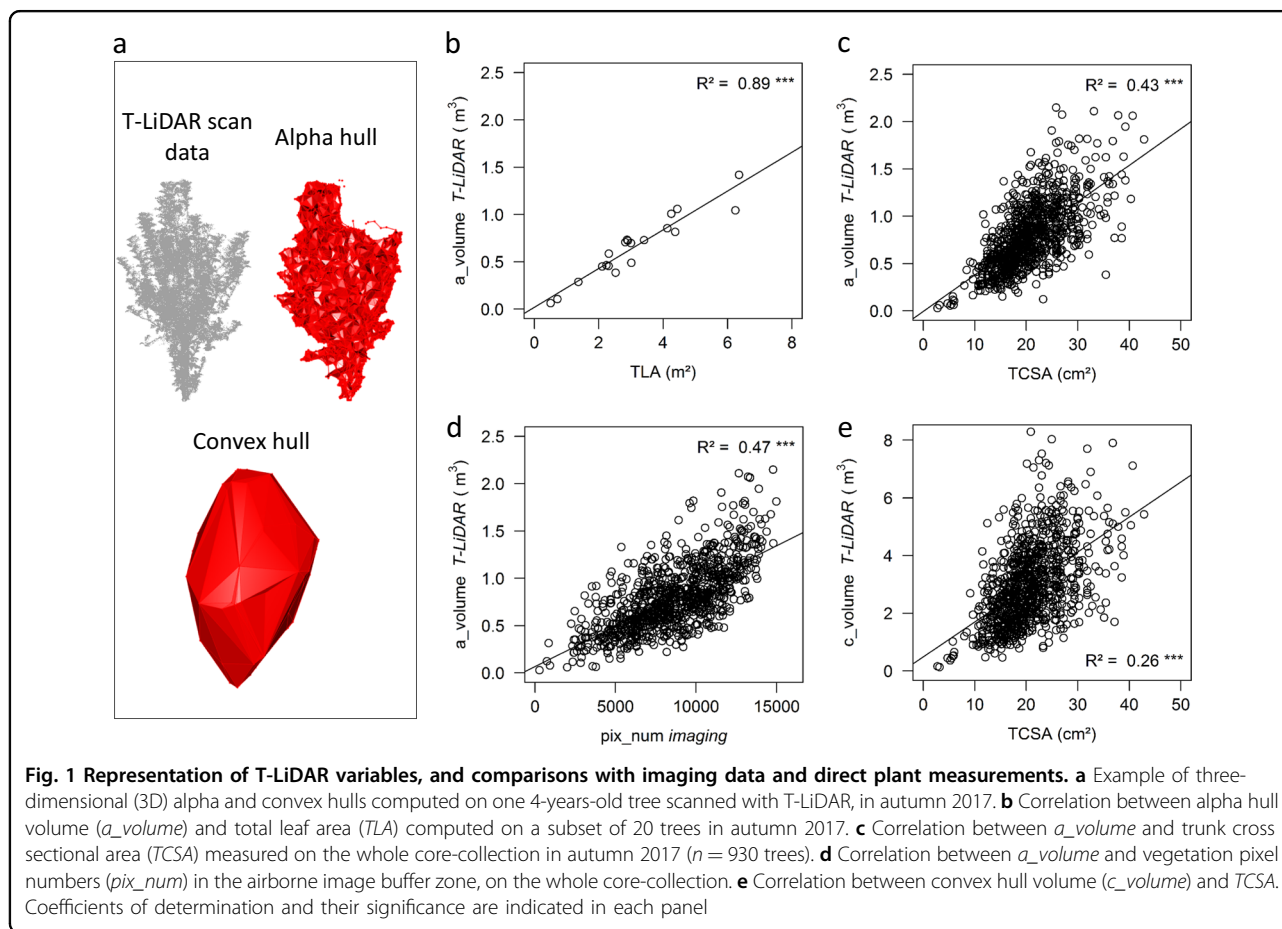 a
T-LiDAR scan
data
Alpha hull
Convex hull
b
R² = 0.89 ***
a_volume T-LiDAR ( m³ )
2.5
2.0
1.5
1.0
0.5
0.0
0 2 4 6 8
TLA (m²)
c
R² = 0.43 ***
a_volume T-LiDAR ( m³ )
2.5
2.0
1.5
1.0
0.5
0.0
0 10 20 30 40 50
TCSA (cm²)
d
R² = 0.47 ***
a_volume T-LiDAR ( m³ )
2.5
2.0
1.5
1.0
0.5
0.0
0 5000 10000 15000
pix_num imaging
e
c_volume T-LiDAR ( m³ )
8
6
4
2
0
R² = 0.26 ***
0 10 20 30 40 50
TCSA (cm²)
Fig. 1 Representation of T-LiDAR variables, and comparisons with imaging data and direct plant measurements. a Example of three-
dimensional (3D) alpha and convex hulls computed on one 4-years-old tree scanned with T-LiDAR, in autumn 2017. b Correlation between alpha hull
volume (a_volume) and total leaf area (TLA) computed on a subset of 20 trees in autumn 2017. c Correlation between a_volume and trunk cross
sectional area (TCSA) measured on the whole core-collection in autumn 2017 (n = 930 trees). d Correlation between a_volume and vegetation pixel
numbers (pix_num) in the airborne image buffer zone, on the whole core-collection. e Correlation between convex hull volume (c_volume) and TCSA.
Coefficients of determination and their significance are indicated in each panel